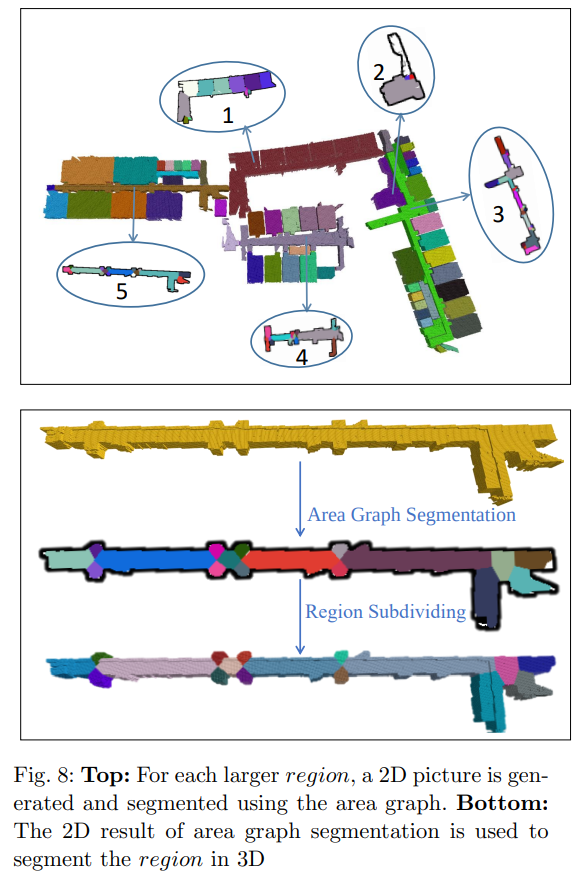 1
2
3
4
5
Area Graph Segmentation
Region Subdividing
Fig. 8: Top: For each larger region, a 2D picture is gen-
erated and segmented using the area graph. Bottom:
The 2D result of area graph segmentation is used to
segment the region in 3D